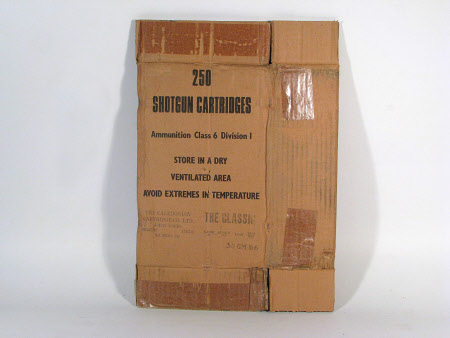 250
SHOTGUN CARTRIDGES
Ammunition Class 6 Division I
STORE IN A DRY
VENTILATED AREA
AVOID EXTREMES IN TEMPERATURE
THE CLASSIC